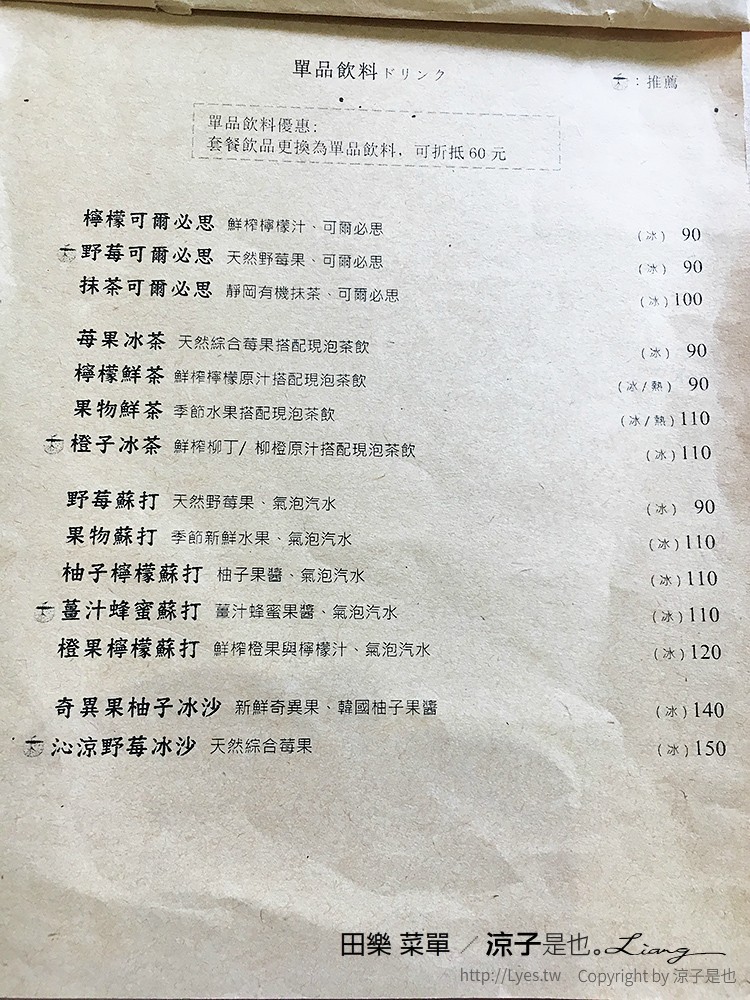 單品飲料ドリンク
：推薦
單品飲料優惠:
套餐飲品更換為單品飲料，可折抵 60 元
檸檬可爾必思 鮮榨檸檬汁、可爾必思 (冰) 90
野莓可爾必思 天然野莓果、可爾必思 (冰) 90
抹茶可爾必思 靜岡有機抹茶、可爾必思 (冰) 100
莓果冰茶 天然綜合莓果搭配現泡茶飲 (冰) 90
檸檬鮮茶 鮮榨檸檬原汁搭配現泡茶飲 (冰/熱) 90
果物鮮茶 季節水果搭配現泡茶飲 (冰/熱) 110
橙子冰茶 鮮榨柳丁/ 柳橙原汁搭配現泡茶飲 (冰) 110
野莓蘇打 天然野莓果、氣泡汽水 (冰) 90
果物蘇打 季節新鮮水果、氣泡汽水 (冰) 110
柚子檸檬蘇打 柚子果醬、氣泡汽水 (冰) 110
薑汁蜂蜜蘇打 薑汁蜂蜜果醬、氣泡汽水 (冰) 110
橙果檸檬蘇打 鮮榨橙果與檸檬汁、氣泡汽水 (冰) 120
奇異果柚子冰沙 新鮮奇異果、韓國柚子果醬 (冰) 140
沁涼野莓冰沙 天然綜合莓果 (冰) 150
田樂 菜單 ／ 涼子是也。Liang
http://Lyes.tw Copyright by 涼子是也